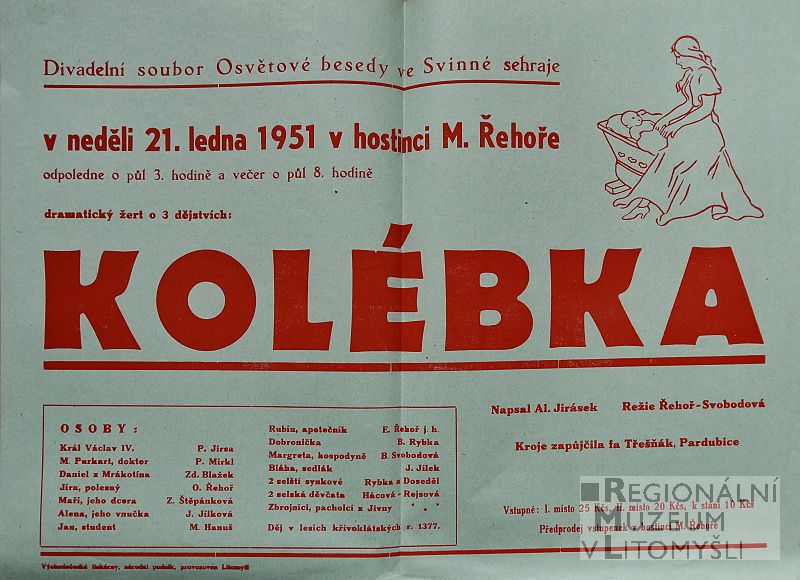 Divadelní soubor Osvětové besedy ve Svinné sehraje
v neděli 21. ledna 1951 v hostinci M. Řehoře
odpoledne o půl 3. hodině a večer o půl 8. hodině
dramatický žert o 3 dějstvích:
KOLÉBKA
Napsal Al. Jirásek Režie Řehoř-Svobodová
Kroje zapůjčila fa Třešňák, Pardubice
OSOBY:
Král Václav IV. P. Jirsa
M. Purkart, doktor P. Mirkl
Daniel z Mrákotína Zd. Blažek
Jíra, polesný O. Řehoř
Maří, jeho dcera Z. Štěpánková
Alena, jeho vnučka J. Jílková
Jan, student M. Hanuš
Rubín, apotečník E. Řehoř j. h.
Dobronička B. Rybka
Margreta, hospodyně B. Svobodová
Bláha, sedlák J. Jílek
2 selští synkové Rybka a Doseděl
2 selská děvčata Hácová - Rejsová
Zbrojníci, pacholci z Jivny " " "
Děj v lesích křivoklátských r. 1377.
Vstupné: I. místo 25 Kčs, II. místo 20 Kčs, k stání 10 Kčs
Předprodej vstupenek v hostinci M. Řehoře
Východočeské tiskárny, národní podnik, provozovna Litomyšl
REGIONÁLNÍ
MUZEUM
V LITOMYŠLI